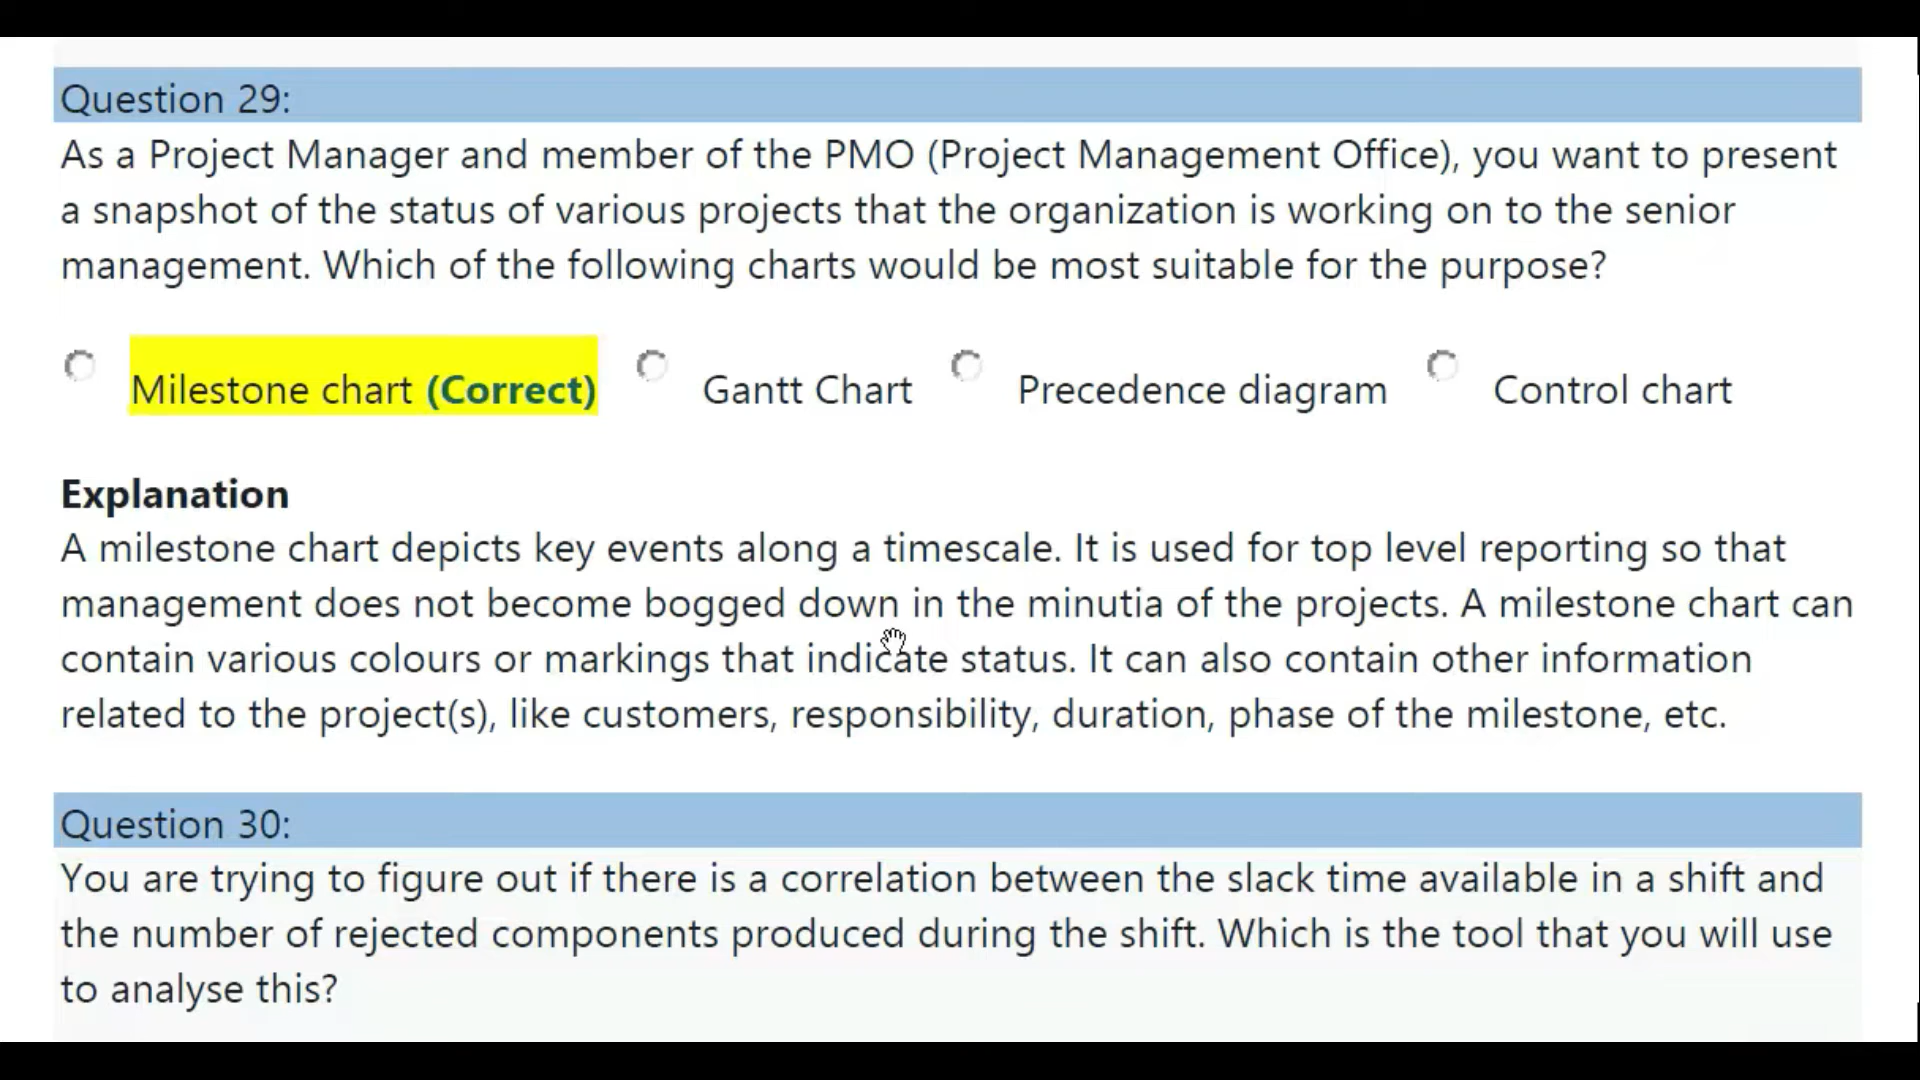 Question 29:
As a Project Manager and member of the PMO (Project Management Office), you want to present
a snapshot of the status of various projects that the organization is working on to the senior
management. Which of the following charts would be most suitable for the purpose?
Milestone chart (Correct) Gantt Chart Precedence diagram Control chart
Explanation
A milestone chart depicts key events along a timescale. It is used for top level reporting so that
management does not become bogged down in the minutia of the projects. A milestone chart can
contain various colours or markings that indicate status. It can also contain other information
related to the project(s), like customers, responsibility, duration, phase of the milestone, etc.
Question 30:
You are trying to figure out if there is a correlation between the slack time available in a shift and
the number of rejected components produced during the shift. Which is the tool that you will use
to analyse this?